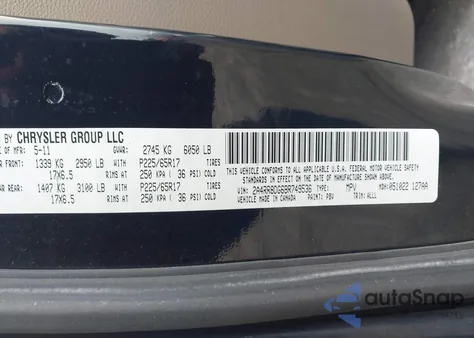 BY CHRYSLER GROUP LLC
E OF MFR: 5-11 GVWR: 2745 KG 6050 LB
FRONT: 1339 KG 2950 LB WITH P225/65R17 TIRES
17X6.5 RIMS AT 250 KPA ( 36 PSI) COLD
AR REAR: 1407 KG 3100 LB WITH P225/65R17 TIRES
17X6.5 RIMS AT 250 KPA ( 36 PSI) COLD
THIS VEHICLE CONFORMS TO ALL APPLICABLE U.S.A. FEDERAL MOTOR VEHICLE SAFETY
STANDARDS IN EFFECT ON THE DATE OF MANUFACTURE SHOWN ABOVE.
VIN: 2A4RR8DG6BR749536 TYPE: MPV MDH: 051022 127AA
VEHICLE MADE IN CANADA PAINT: PBV TRIM: ALL
autoSnap